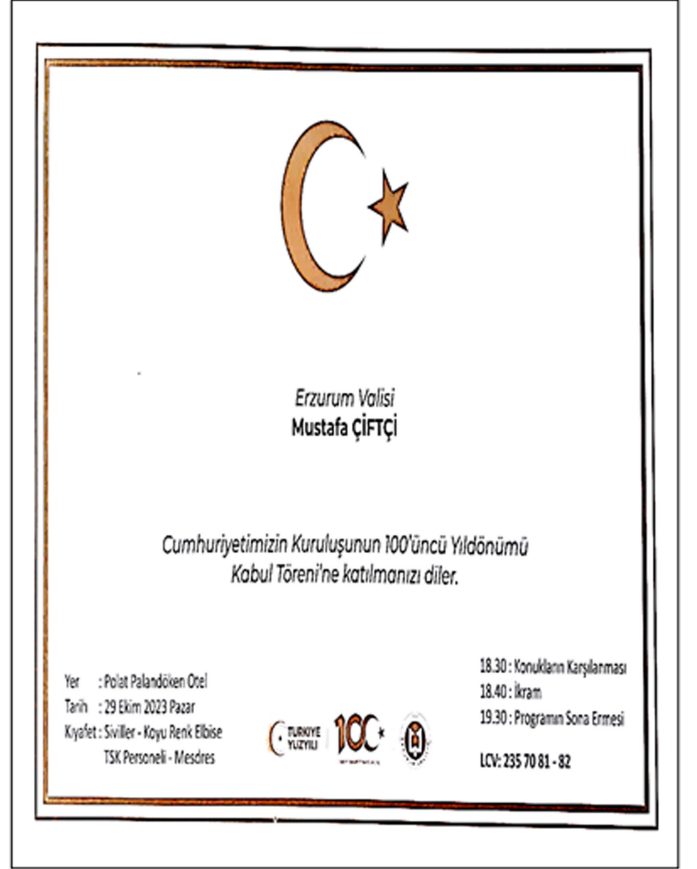 Erzurum Valisi
Mustafa ÇİFTÇİ
Cumhuriyetimizin Kuruluşunun 100'üncü Yıldönümü
Kabul Töreni'ne katılmanızı diler.
Yer : Polat Palandöken Otel
Tarih : 29 Ekim 2023 Pazar
Kıyafet : Siviller - Koyu Renk Elbise
TSK Personeli - Mesdres
TÜRKİYE
YÜZYILI
100
18.30 : Konukların Karşılanması
18.40 : İkram
19.30 : Programın Sona Ermesi
LCV: 235 70 81 - 82